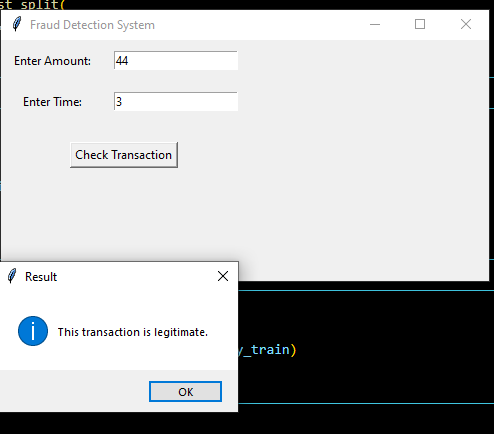 st_split(
Fraud Detection System
Enter Amount: 44
Enter Time: 3
Check Transaction
Result
This transaction is legitimate.
y_train)
OK